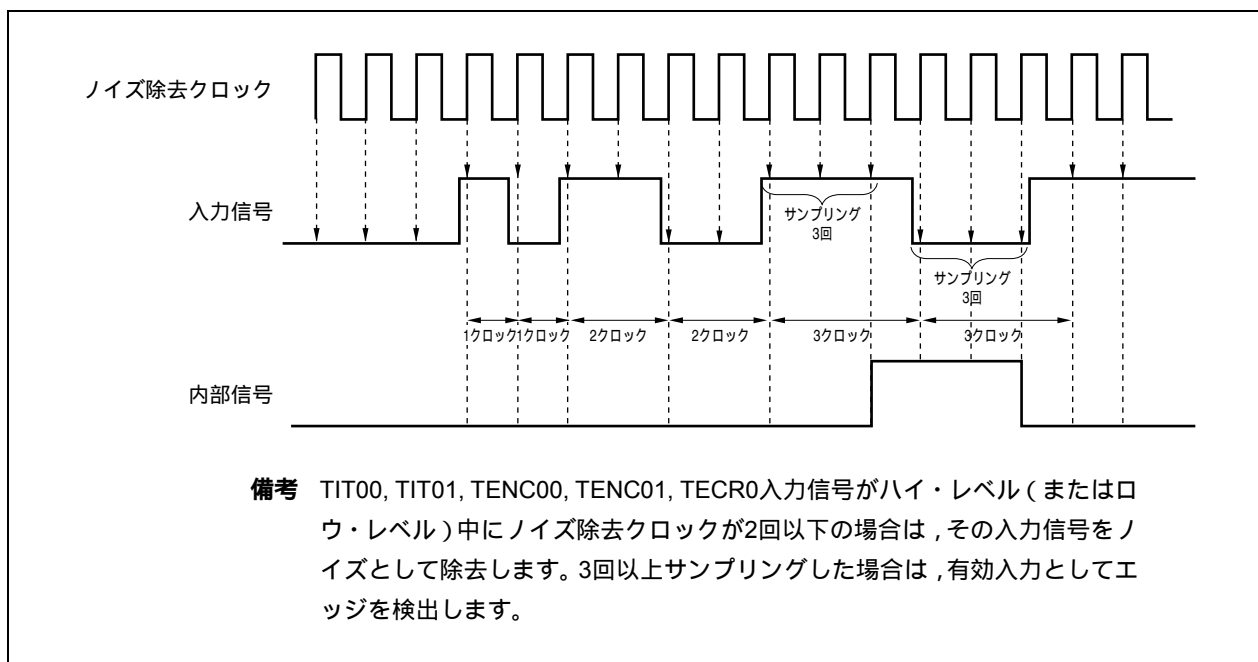 ノイズ除去クロック
入力信号
サンプリング
3回
サンプリング
3回
1クロック 1クロック 2クロック 2クロック 3クロック 3クロック
内部信号
備考 TIT00, TIT01, TENC00, TENC01, TECR0入力信号がハイ・レベル（またはロ
ウ・レベル）中にノイズ除去クロックが2回以下の場合は，その入力信号をノ
イズとして除去します。3回以上サンプリングした場合は，有効入力としてエ
ッジを検出します。